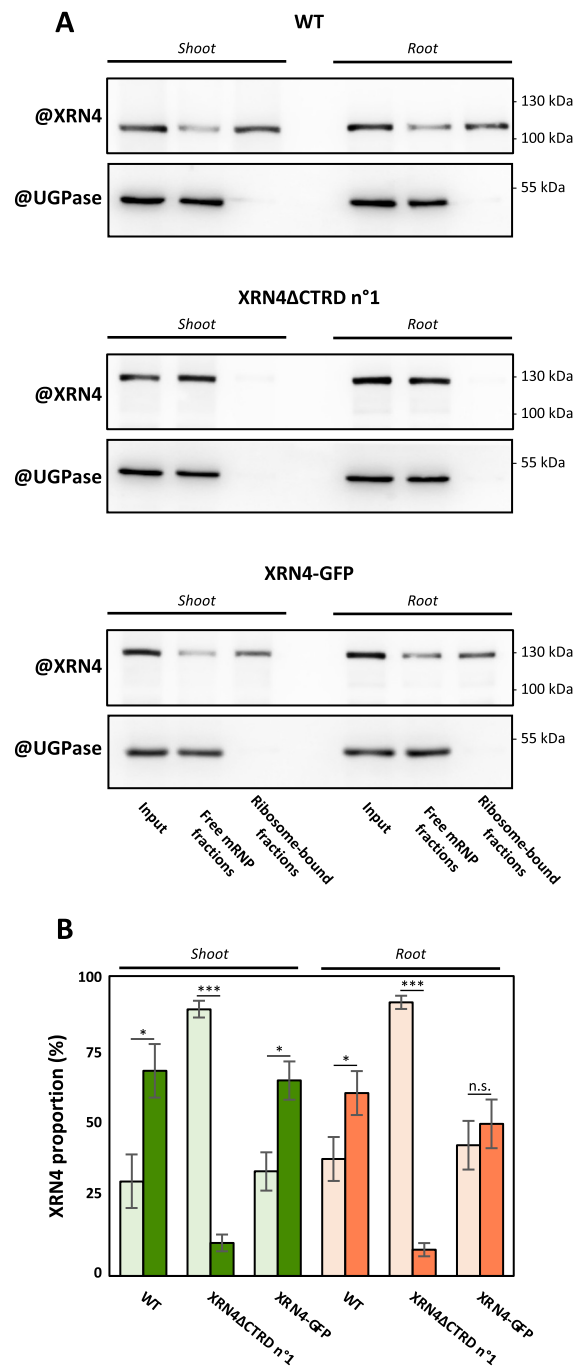 A
WT
Shoot
Root
@XRN4
130 kDa
100 kDa
@UGPase
55 kDa
XRN4ΔCTRD n°1
Shoot
Root
@XRN4
130 kDa
100 kDa
@UGPase
55 kDa
XRN4-GFP
Shoot
Root
@XRN4
130 kDa
100 kDa
@UGPase
55 kDa
Input
Free mRNP
fractions
Ribosome-bound
fractions
Input
Free mRNP
fractions
Ribosome-bound
fractions
B
Shoot
Root
XRN4 proportion (%)
100
75
50
25
0
*
***
*
*
***
n.s.
WT
XRN4ΔCTRD n°1
XRN4-GFP
WT
XRN4ΔCTRD n°1
XRN4-GFP